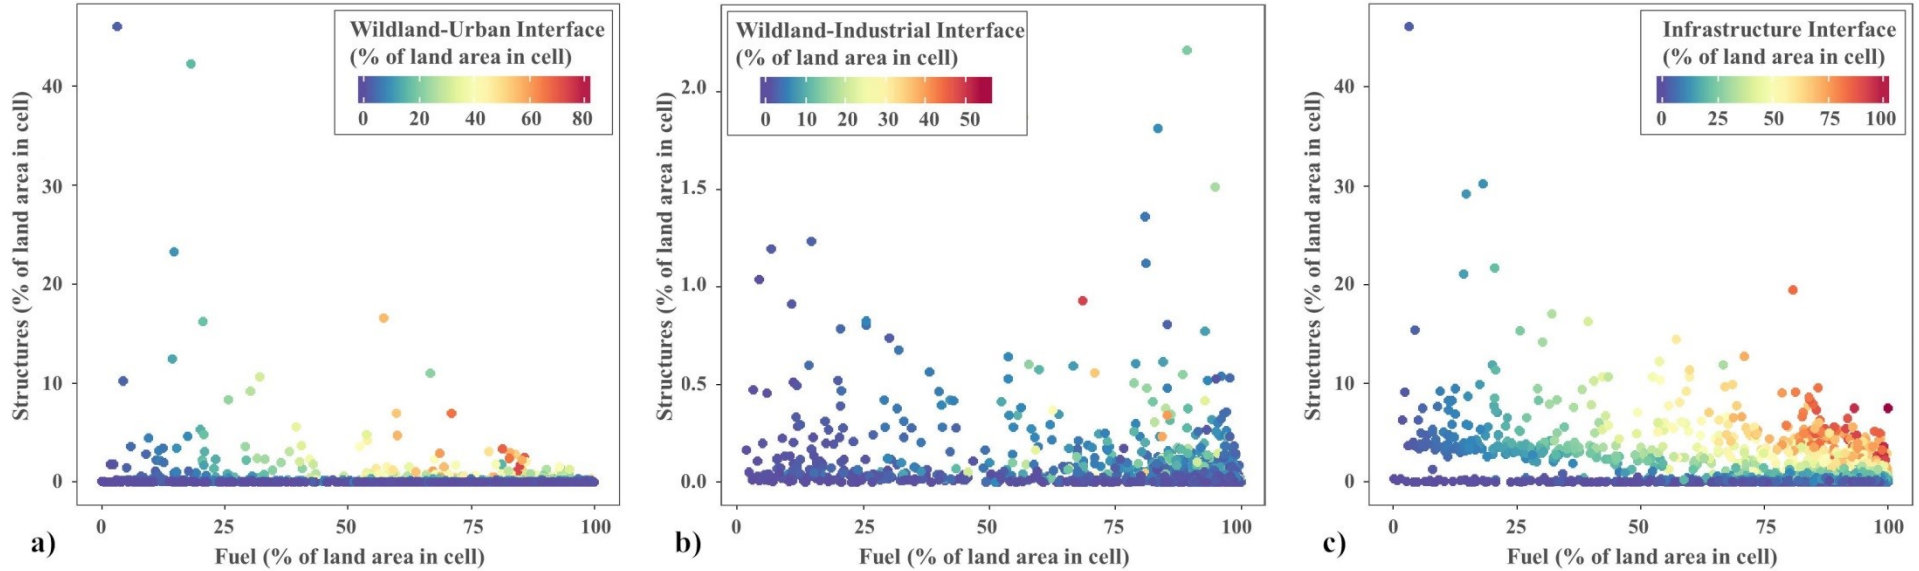 Wildland-Urban Interface
(% of land area in cell)
0 20 40 60 80
Structures (% of land area in cell)
40
30
20
10
0
0 25 50 75 100
Fuel (% of land area in cell)
a)
Wildland-Industrial Interface
(% of land area in cell)
0 10 20 30 40 50
Structures (% of land area in cell)
2.0
1.5
1.0
0.5
0.0
0 25 50 75 100
Fuel (% of land area in cell)
b)
Infrastructure Interface
(% of land area in cell)
0 25 50 75 100
Structures (% of land area in cell)
40
30
20
10
0
0 25 50 75 100
Fuel (% of land area in cell)
c)